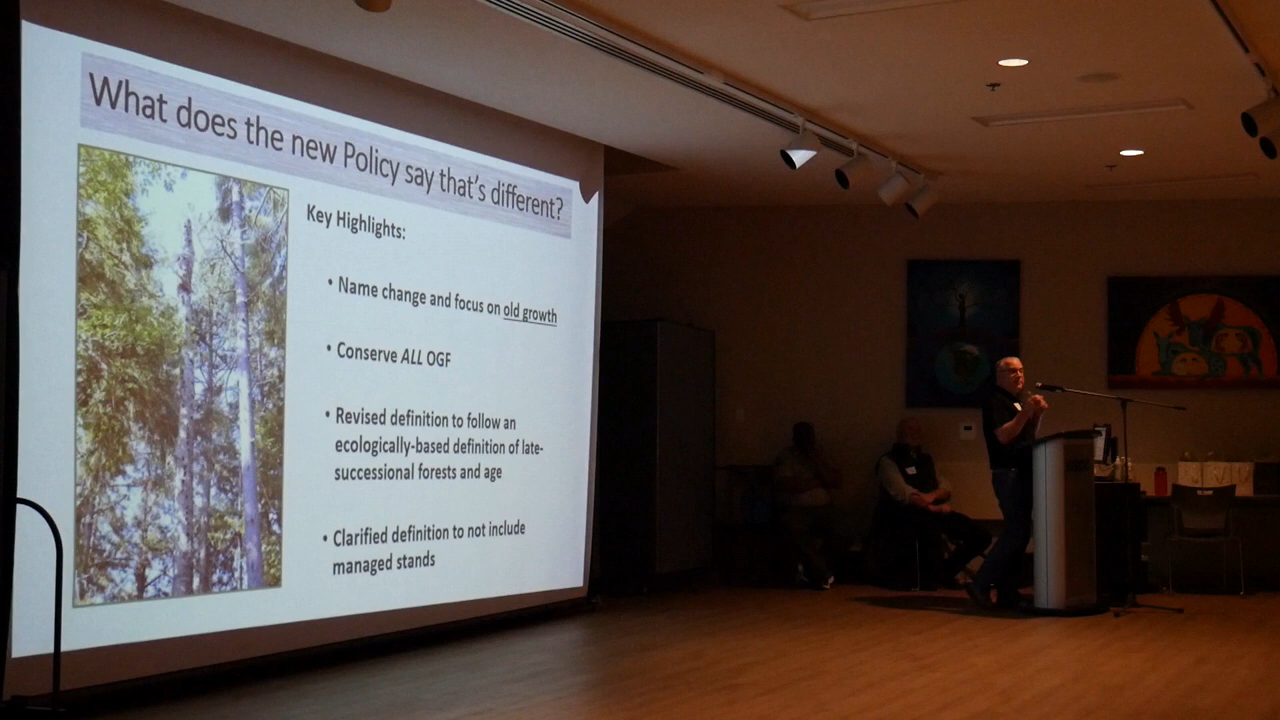 What does the new Policy say that's different?
Key Highlights:
• Name change and focus on old growth
• Conserve ALL OGF
• Revised definition to follow an
ecologically-based definition of late-
successional forests and age
• Clarified definition to not include
managed stands